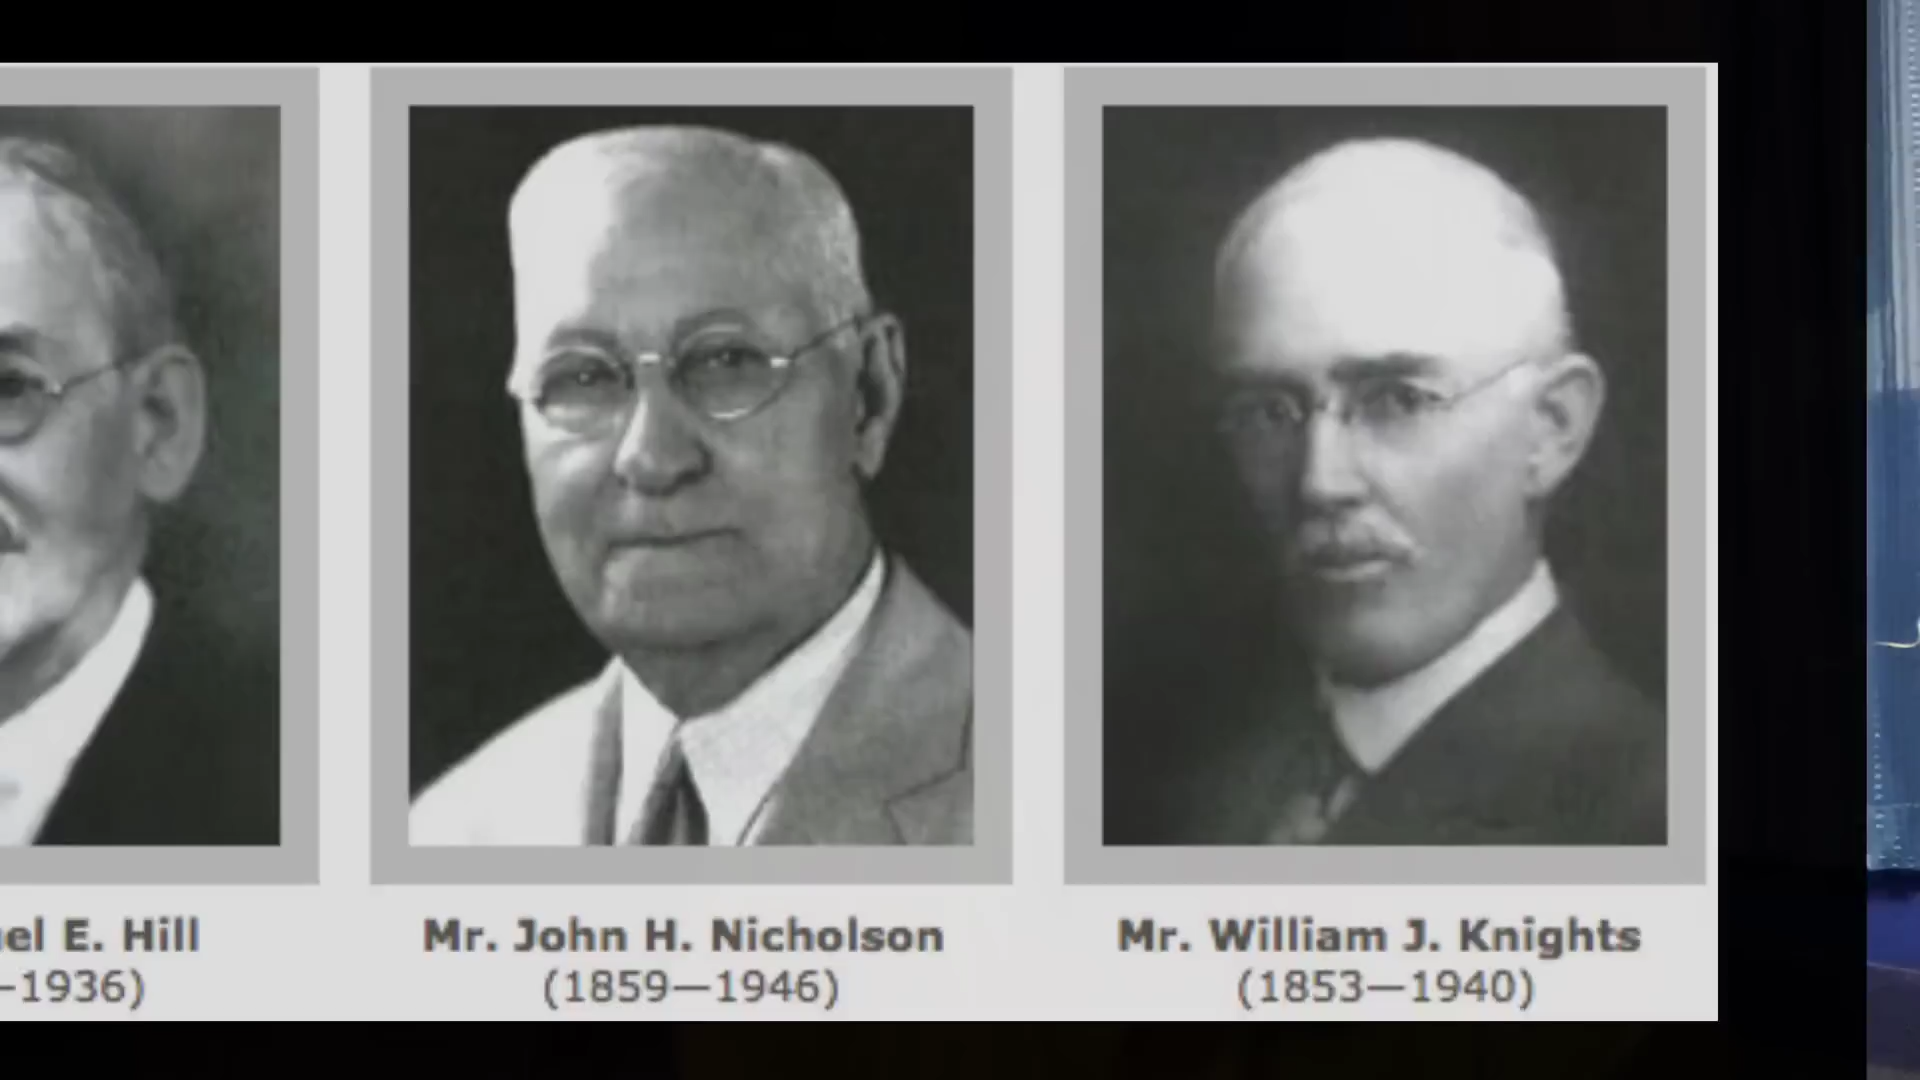 el E. Hill
–1936)
Mr. John H. Nicholson
(1859—1946)
Mr. William J. Knights
(1853—1940)